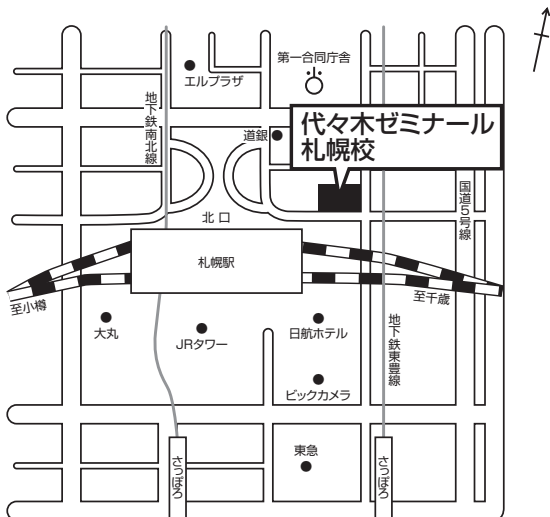 第一合同庁舎
エルプラザ
地下鉄南北線
道銀
代々木ゼミナール
札幌校
国道5号線
北口
札幌駅
至小樽
至千歳
大丸
JRタワー
日航ホテル
地下鉄東豊線
ビックカメラ
東急
さっぽろ
さっぽろ